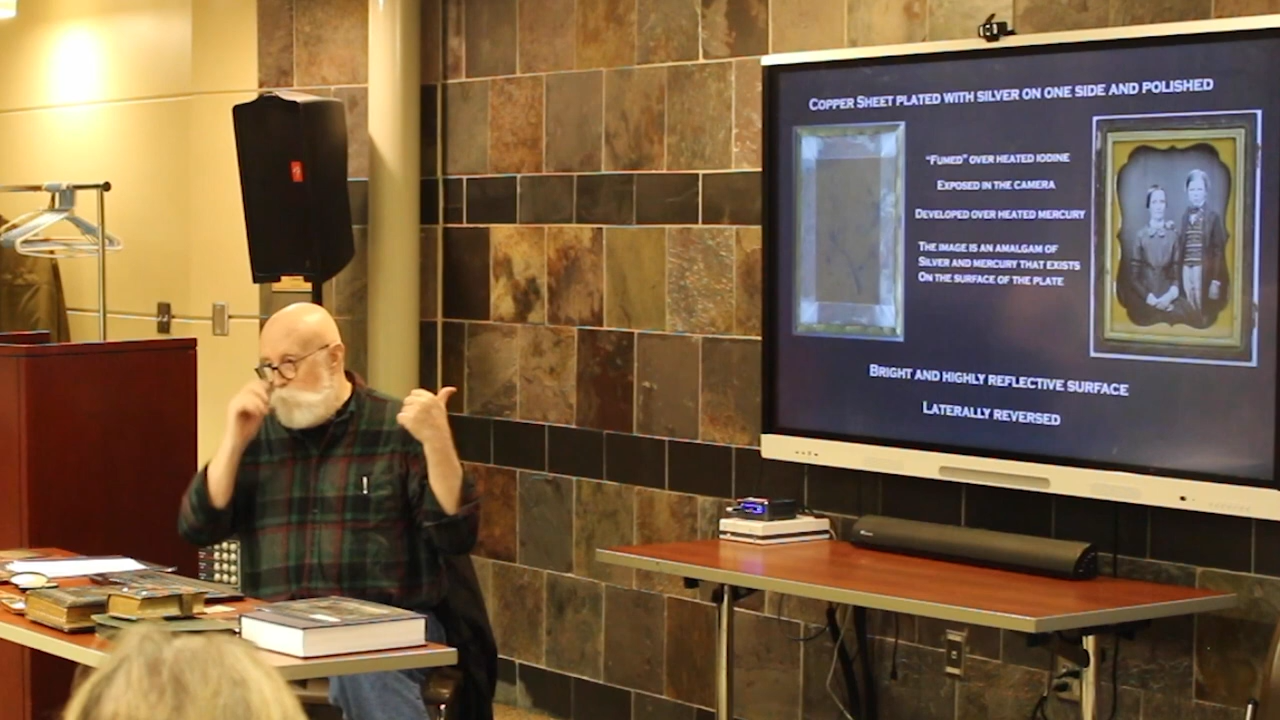 COPPER SHEET PLATED WITH SILVER ON ONE SIDE AND POLISHED
"FUMED" OVER HEATED IODINE
EXPOSED IN THE CAMERA
DEVELOPED OVER HEATED MERCURY
THE IMAGE IS AN AMALGAM OF
SILVER AND MERCURY THAT EXISTS
ON THE SURFACE OF THE PLATE
BRIGHT AND HIGHLY REFLECTIVE SURFACE
LATERALLY REVERSED